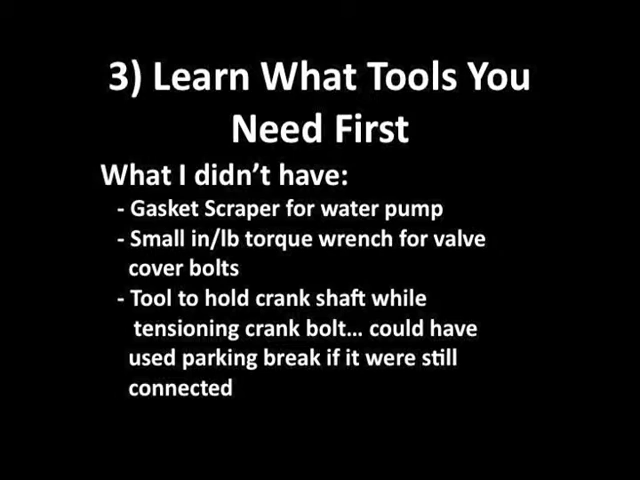 3) Learn What Tools You
Need First
What I didn't have:
- Gasket Scraper for water pump
- Small in/lb torque wrench for valve
cover bolts
- Tool to hold crank shaft while
tensioning crank bolt... could have
used parking break if it were still
connected